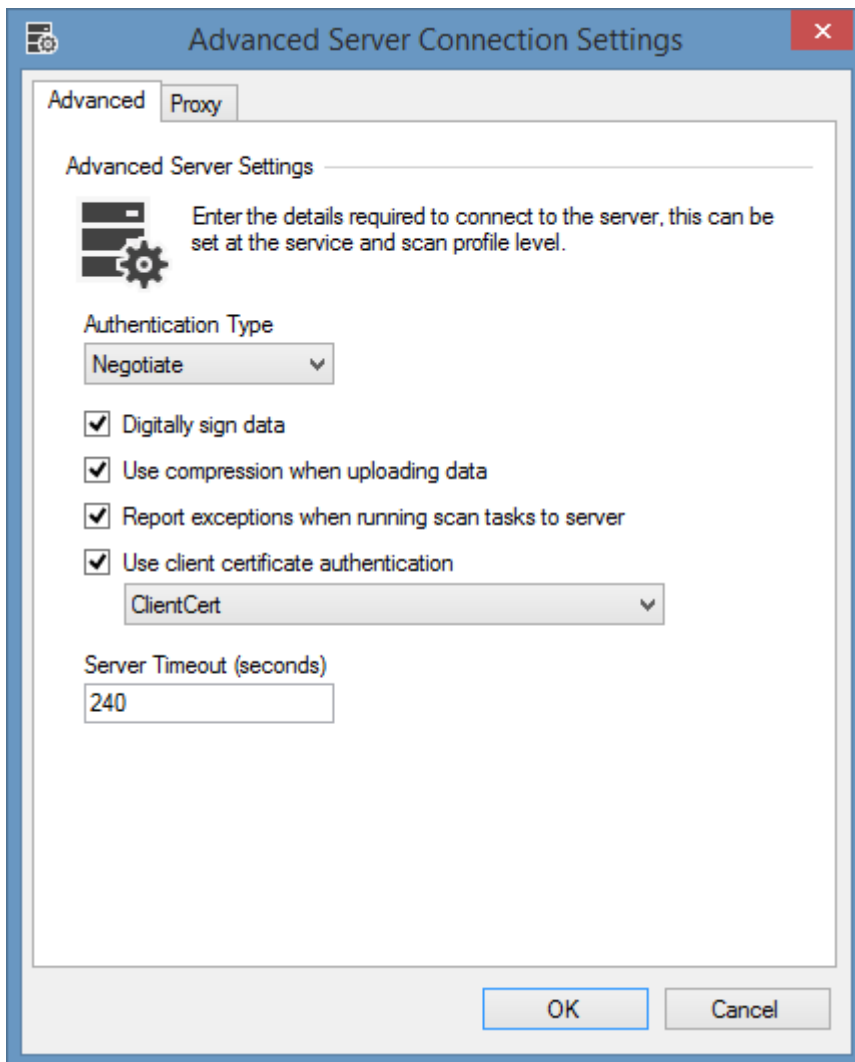 Advanced Server Connection Settings
Advanced
Proxy
Advanced Server Settings
Enter the details required to connect to the server, this can be
set at the service and scan profile level.
Authentication Type
Negotiate
Digitally sign data
Use compression when uploading data
Report exceptions when running scan tasks to server
Use client certificate authentication
ClientCert
Server Timeout (seconds)
240
OK
Cancel